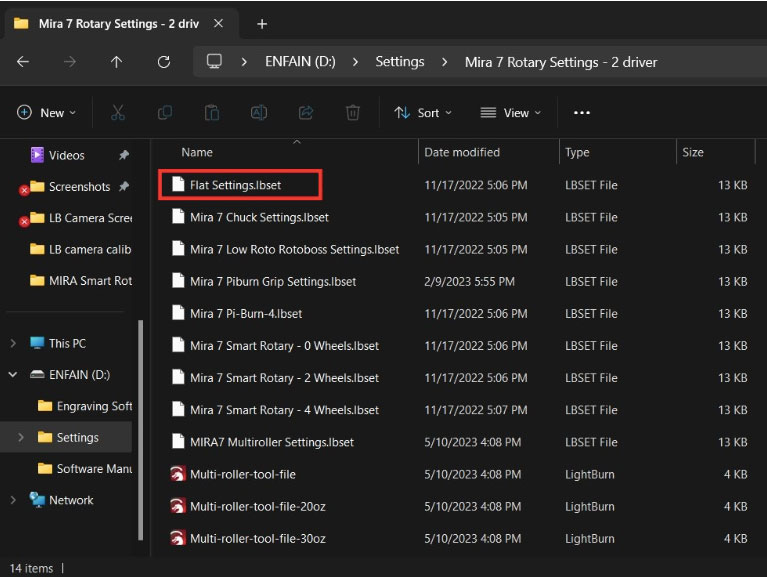 Mira 7 Rotary Settings - 2 driv
ENFAIN (D:) > Settings > Mira 7 Rotary Settings - 2 driver
New Sort View ...
Name Date modified Type Size
Videos
Screenshots
LB Camera Scree
LB camera calib
MIRA Smart Rot
This PC
ENFAIN (D:)
Engraving Soft
Settings
Software Manu
Network
Flat Settings.lbset 11/17/2022 5:06 PM LBSET File 13 KB
Mira 7 Chuck Settings.lbset 11/17/2022 5:05 PM LBSET File 13 KB
Mira 7 Low Roto Rotoboss Settings.lbset 11/17/2022 5:05 PM LBSET File 13 KB
Mira 7 Piburn Grip Settings.lbset 2/9/2023 5:55 PM LBSET File 13 KB
Mira 7 Pi-Burn-4.lbset 11/17/2022 5:06 PM LBSET File 13 KB
Mira 7 Smart Rotary - 0 Wheels.lbset 11/17/2022 5:06 PM LBSET File 13 KB
Mira 7 Smart Rotary - 2 Wheels.lbset 11/17/2022 5:06 PM LBSET File 13 KB
Mira 7 Smart Rotary - 4 Wheels.lbset 11/17/2022 5:07 PM LBSET File 13 KB
MIRA7 Multiroller Settings.lbset 5/10/2023 4:08 PM LBSET File 13 KB
Multi-roller-tool-file 5/10/2023 4:08 PM LightBurn 4 KB
Multi-roller-tool-file-20oz 5/10/2023 4:08 PM LightBurn 4 KB
Multi-roller-tool-file-30oz 5/10/2023 4:08 PM LightBurn 4 KB
14 items